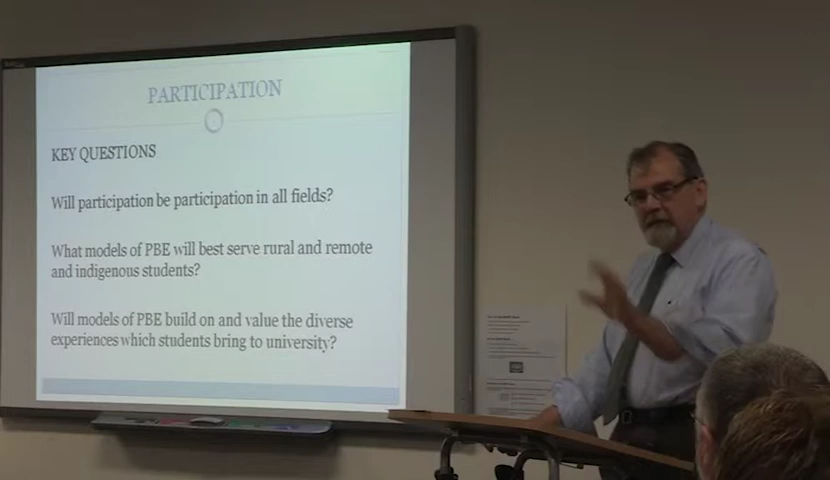 PARTICIPATION
KEY QUESTIONS
Will participation be participation in all fields?
What models of PBE will best serve rural and remote
and indigenous students?
Will models of PBE build on and value the diverse
experiences which students bring to university?